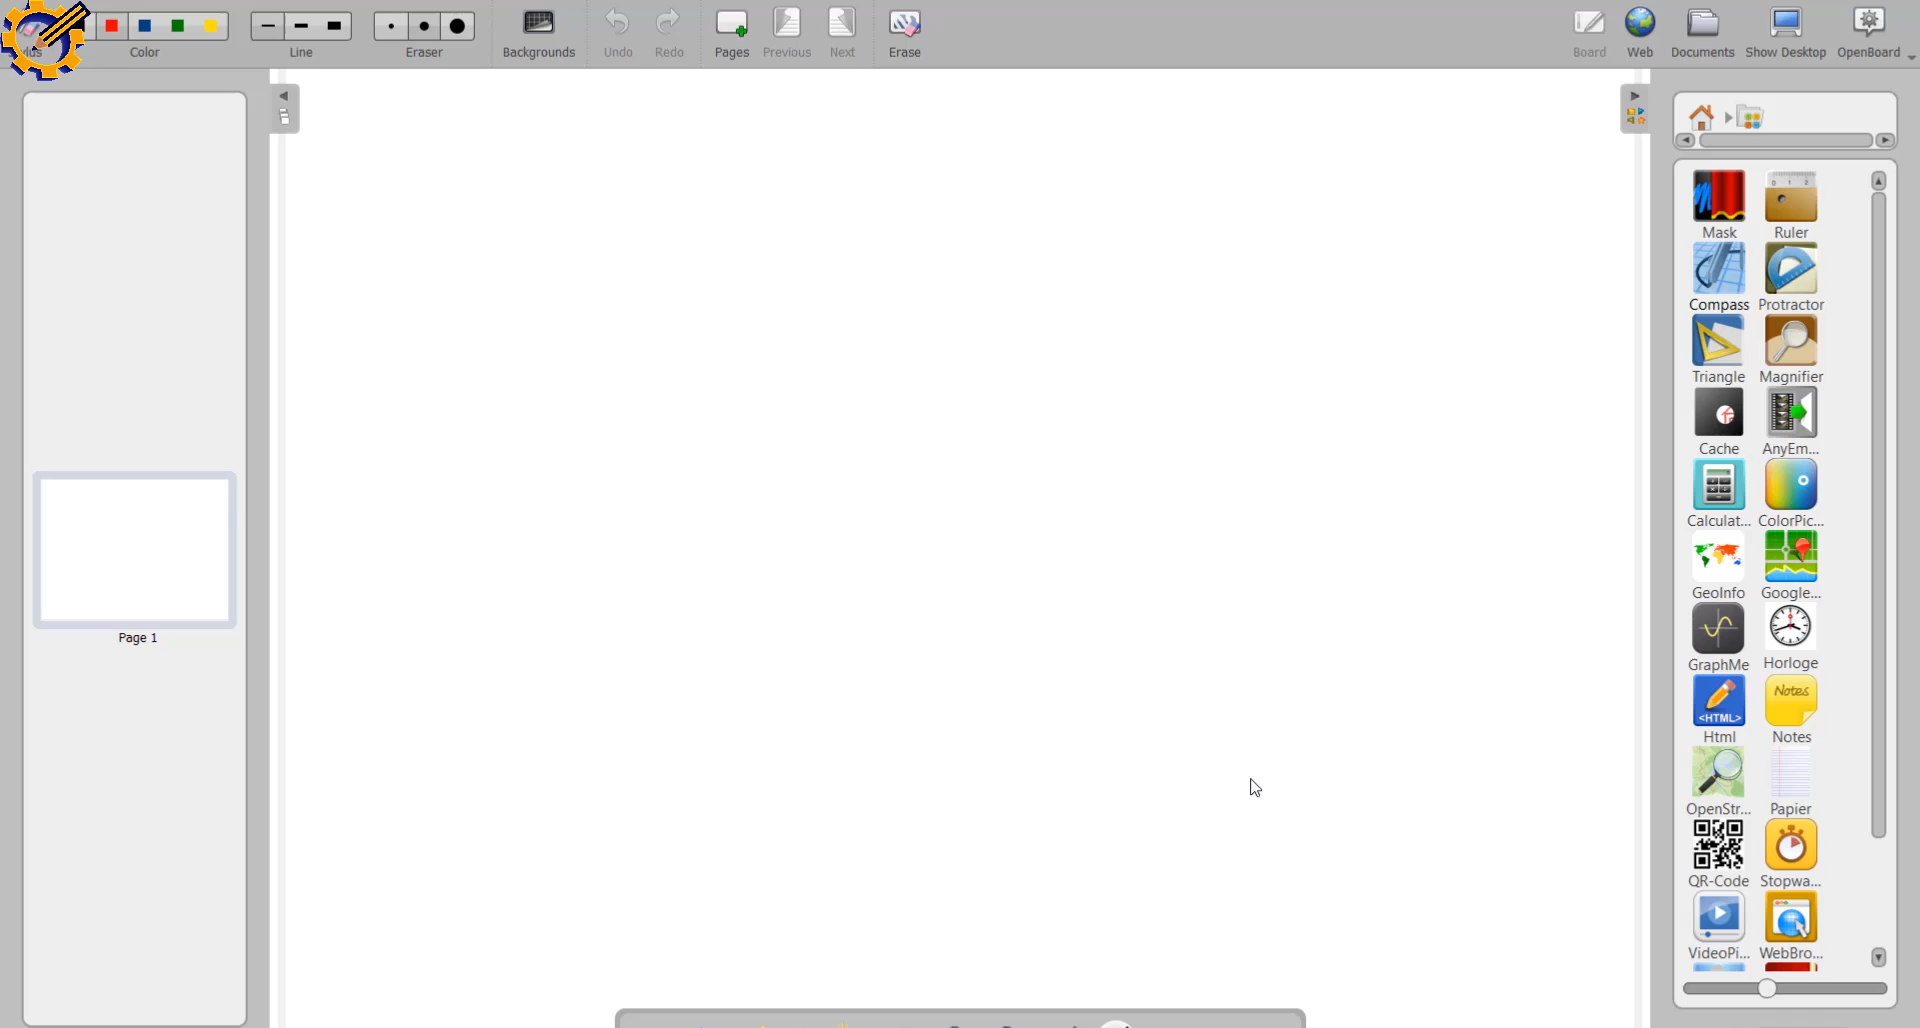 Color
Line
Eraser
Backgrounds
Undo
Redo
Pages
Previous
Next
Erase
Board
Web
Documents
Show Desktop
OpenBoard
Page 1
Mask
Ruler
Compass
Protractor
Triangle
Magnifier
Cache
AnyEm...
Calculat...
ColorPic...
GeoInfo
Google...
GraphMe
Horloge
<HTML>
Notes
Html
Notes
OpenStr...
Papier
QR-Code
Stopwa...
VideoPi...
WebBro...